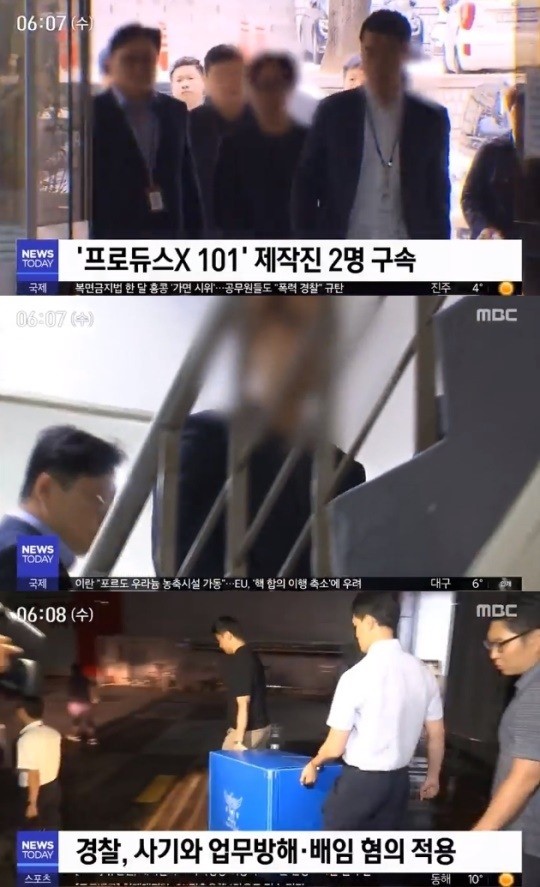 06:07 (수)
NEWS
TODAY
'프로듀스X 101' 제작진 2명 구속
국제 복면금지법 한 달 홍콩 '가면 시위'…공무원들도 "폭력 경찰" 규탄 진주 4°
06:07 (수)
MBC
NEWS
TODAY
국제 이란 "포르도 우라늄 농축시설 가동"…EU, '핵 합의 이행 축소'에 우려 대구 6°
06:08 (수)
MBC
NEWS
TODAY
경찰, 사기와 업무방해·배임 혐의 적용
스포츠 동해 10°